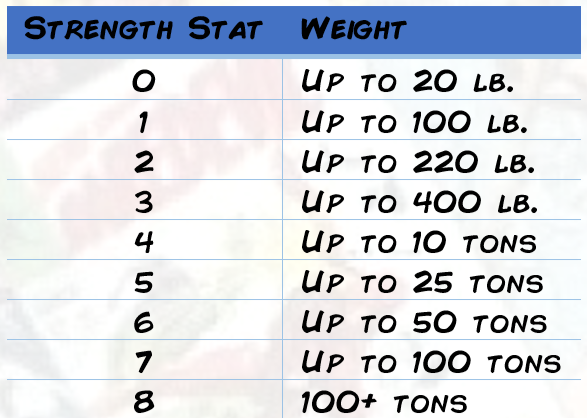 Strength Stat Weight
0 Up to 20 lb.
1 Up to 100 lb.
2 Up to 220 lb.
3 Up to 400 lb.
4 Up to 10 tons
5 Up to 25 tons
6 Up to 50 tons
7 Up to 100 tons
8 100+ tons